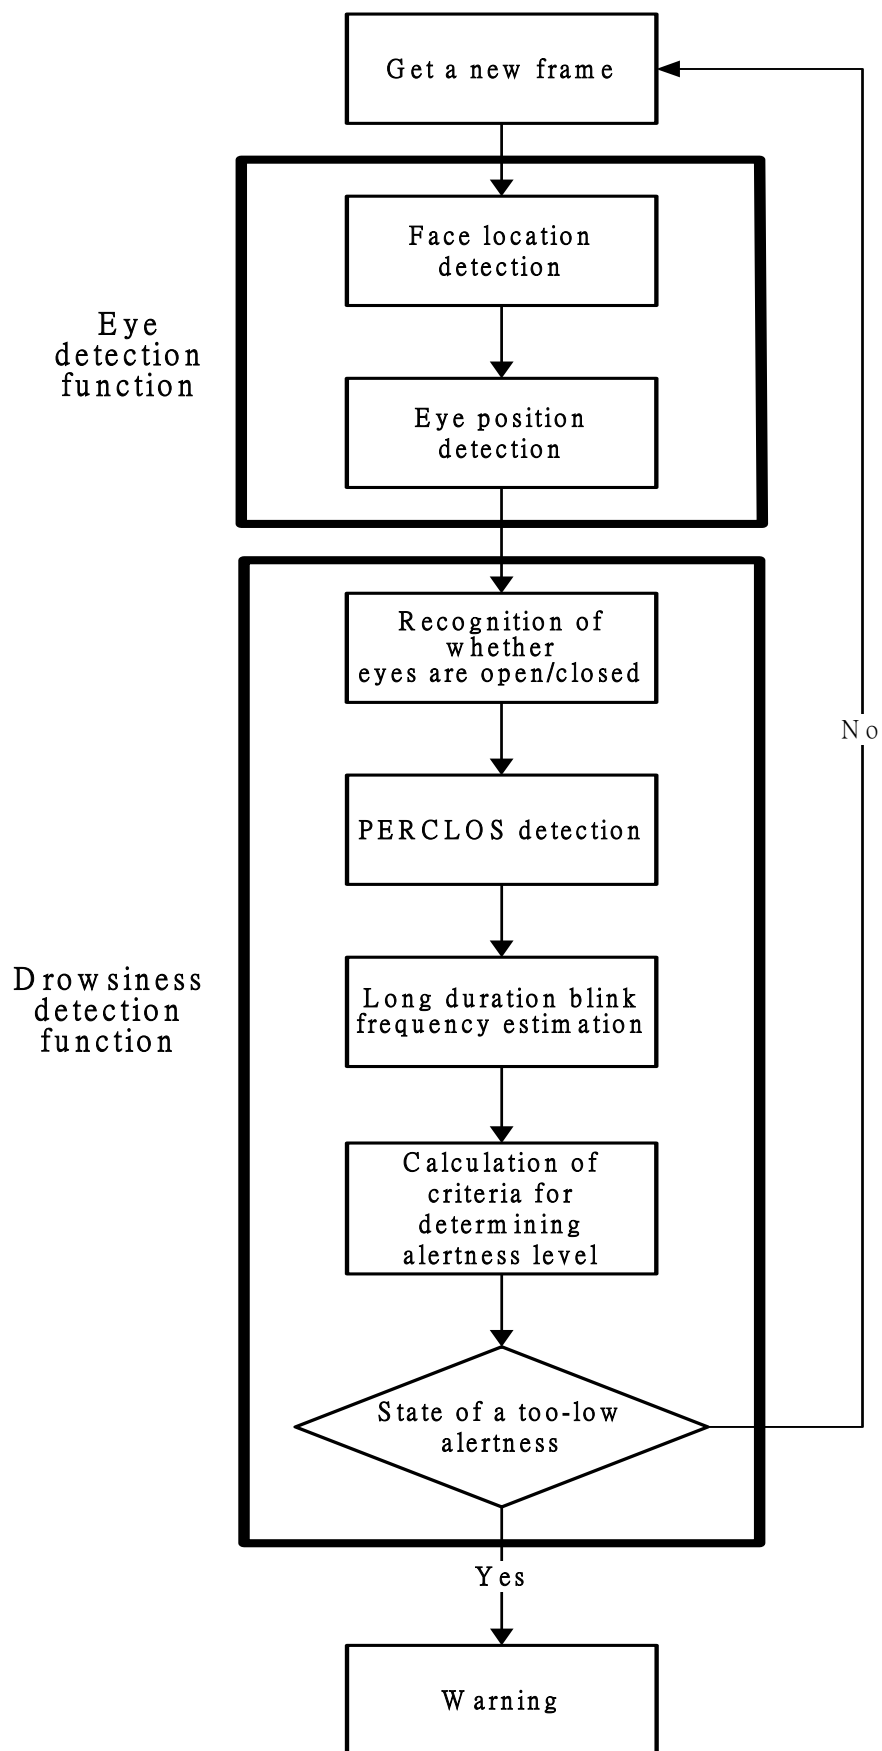 Get a new frame
Face location
detection
Eye
detection
function
Eye position
detection
Recognition of
whether
eyes are open/closed
No
PERCLOS detection
Drowsiness
detection
function
Long duration blink
frequency estimation
Calculation of
criteria for
determining
alertness level
State of a too-low
alertness
Yes
Warning